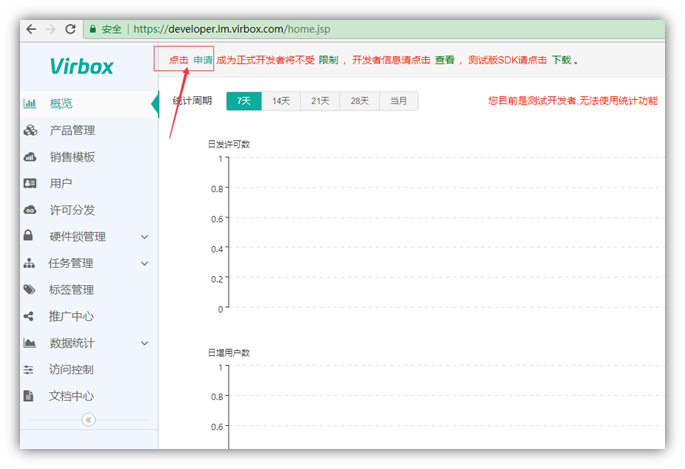 安全 | https://developer.lm.virbox.com/home.jsp
Virbox
点击 申请 成为正式开发者将不受 限制 ， 开发者信息请点击 查看 ， 测试版SDK请点击 下载 。
概览
产品管理
销售模板
用户
许可分发
硬件锁管理
任务管理
标签管理
推广中心
数据统计
访问控制
文档中心
统计周期 7天 14天 21天 28天 当月 您目前是测试开发者,无法使用统计功能
日发许可数
1
0.8
0.6
0.4
0.2
0
日增用户数
1
0.8
0.6